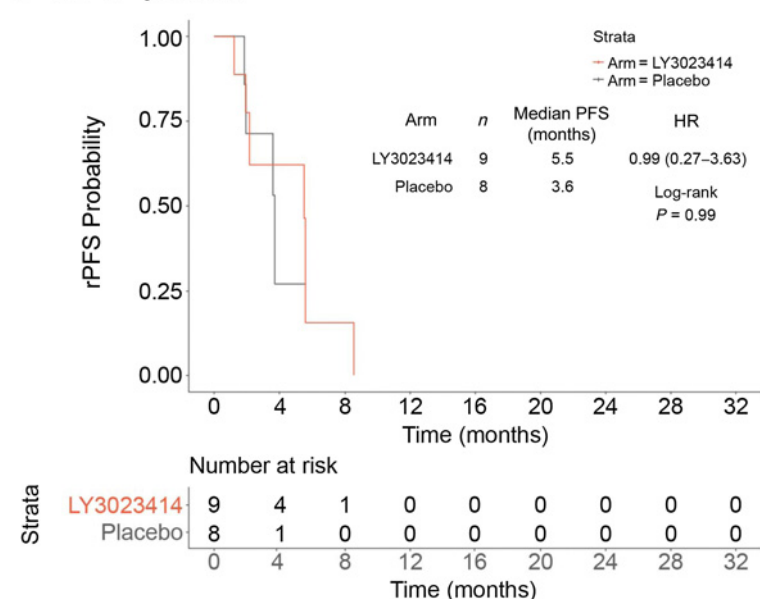 Strata
Arm = LY3023414
Arm = Placebo
Arm n Median PFS (months) HR
LY3023414 9 5.5 0.99 (0.27–3.63)
Placebo 8 3.6
Log-rank
P = 0.99
rPFS Probability
1.00
0.75
0.50
0.25
0.00
0 4 8 12 16 20 24 28 32
Time (months)
Number at risk
Strata
LY3023414 9 4 1 0 0 0 0 0 0
Placebo 8 1 0 0 0 0 0 0 0
0 4 8 12 16 20 24 28 32
Time (months)